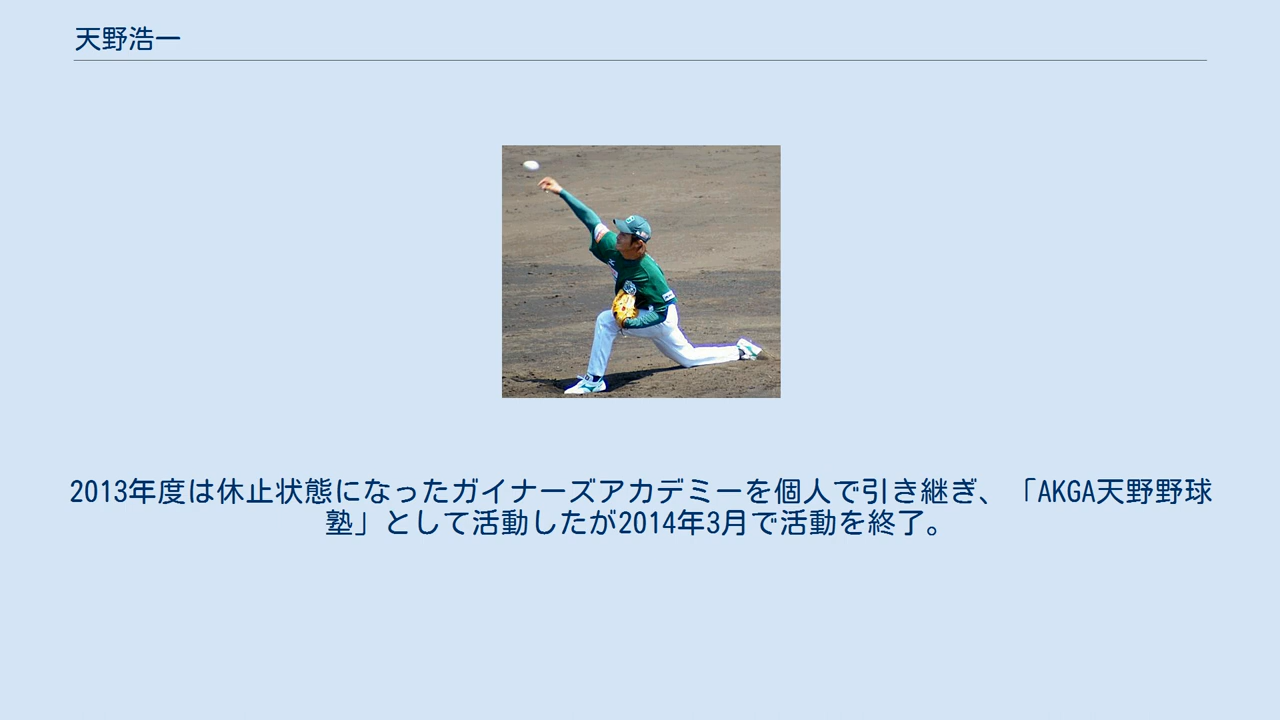 天野浩一
2013年度は休止状態になったガイナーズアカデミーを個人で引き継ぎ、「AKGA天野野球
塾」として活動したが2014年3月で活動を終了。